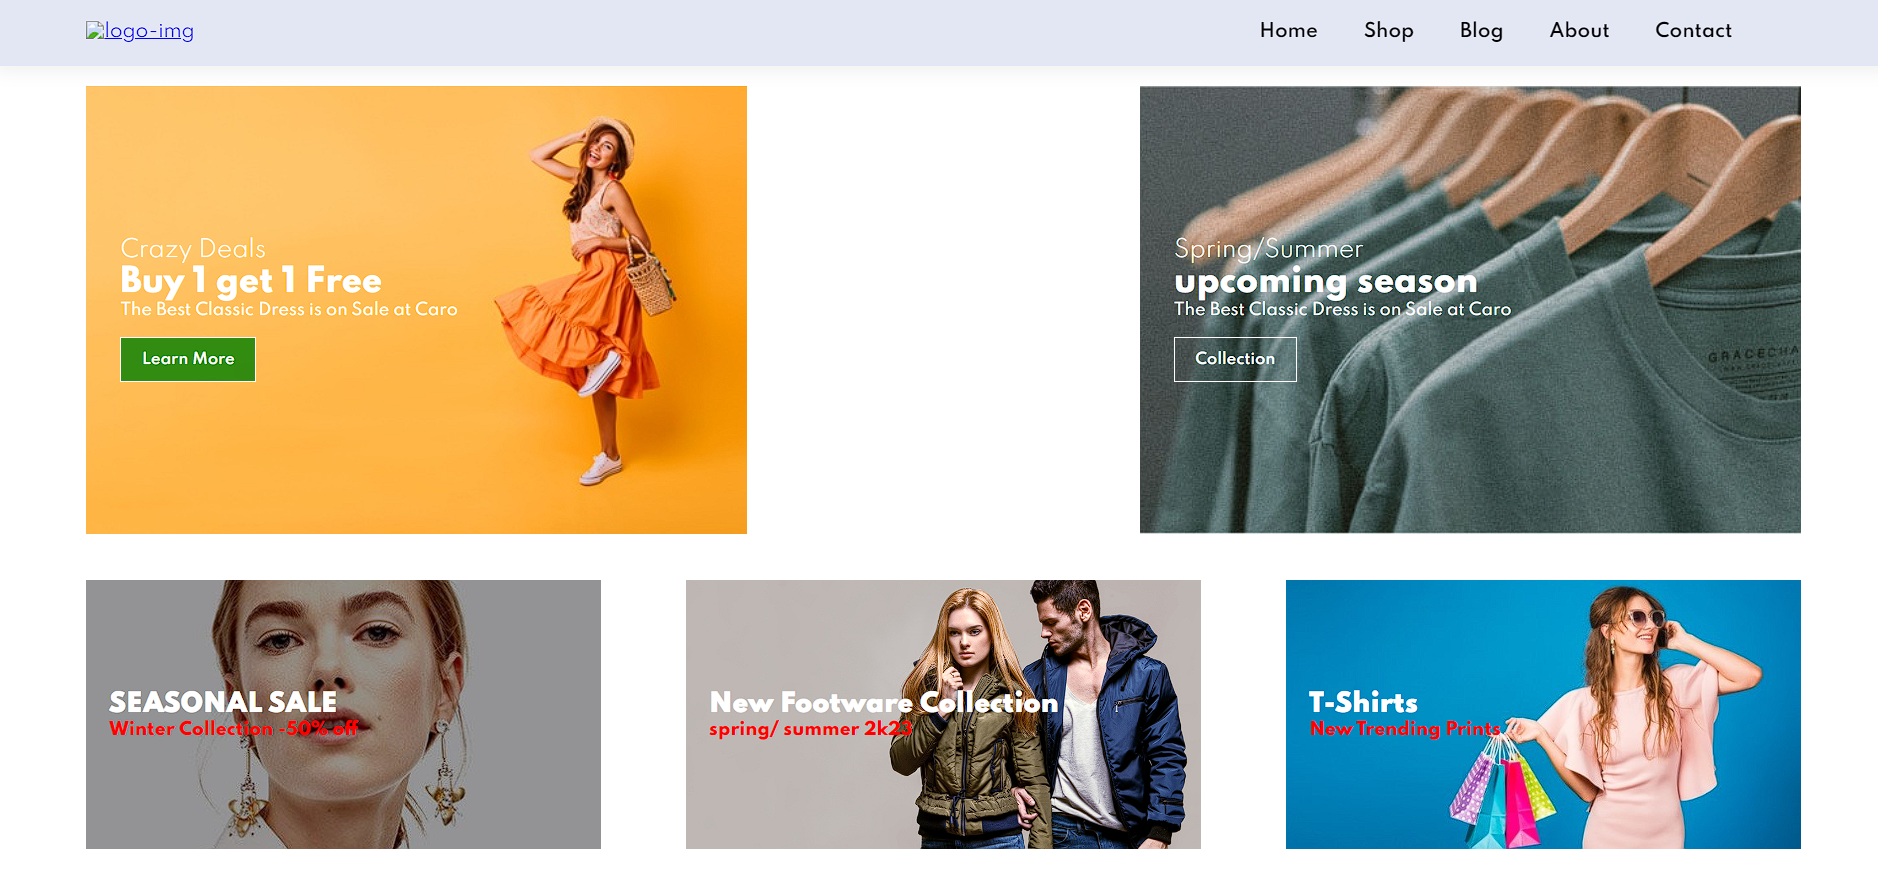 logo-img
Home Shop Blog About Contact
Crazy Deals
Buy 1 get 1 Free
The Best Classic Dress is on Sale at Caro
Learn More
Spring/Summer
upcoming season
The Best Classic Dress is on Sale at Caro
Collection
GRACECHA
SEASONAL SALE
Winter Collection -50% off
New Footware Collection
spring/ summer 2k23
T-Shirts
New Trending Prints